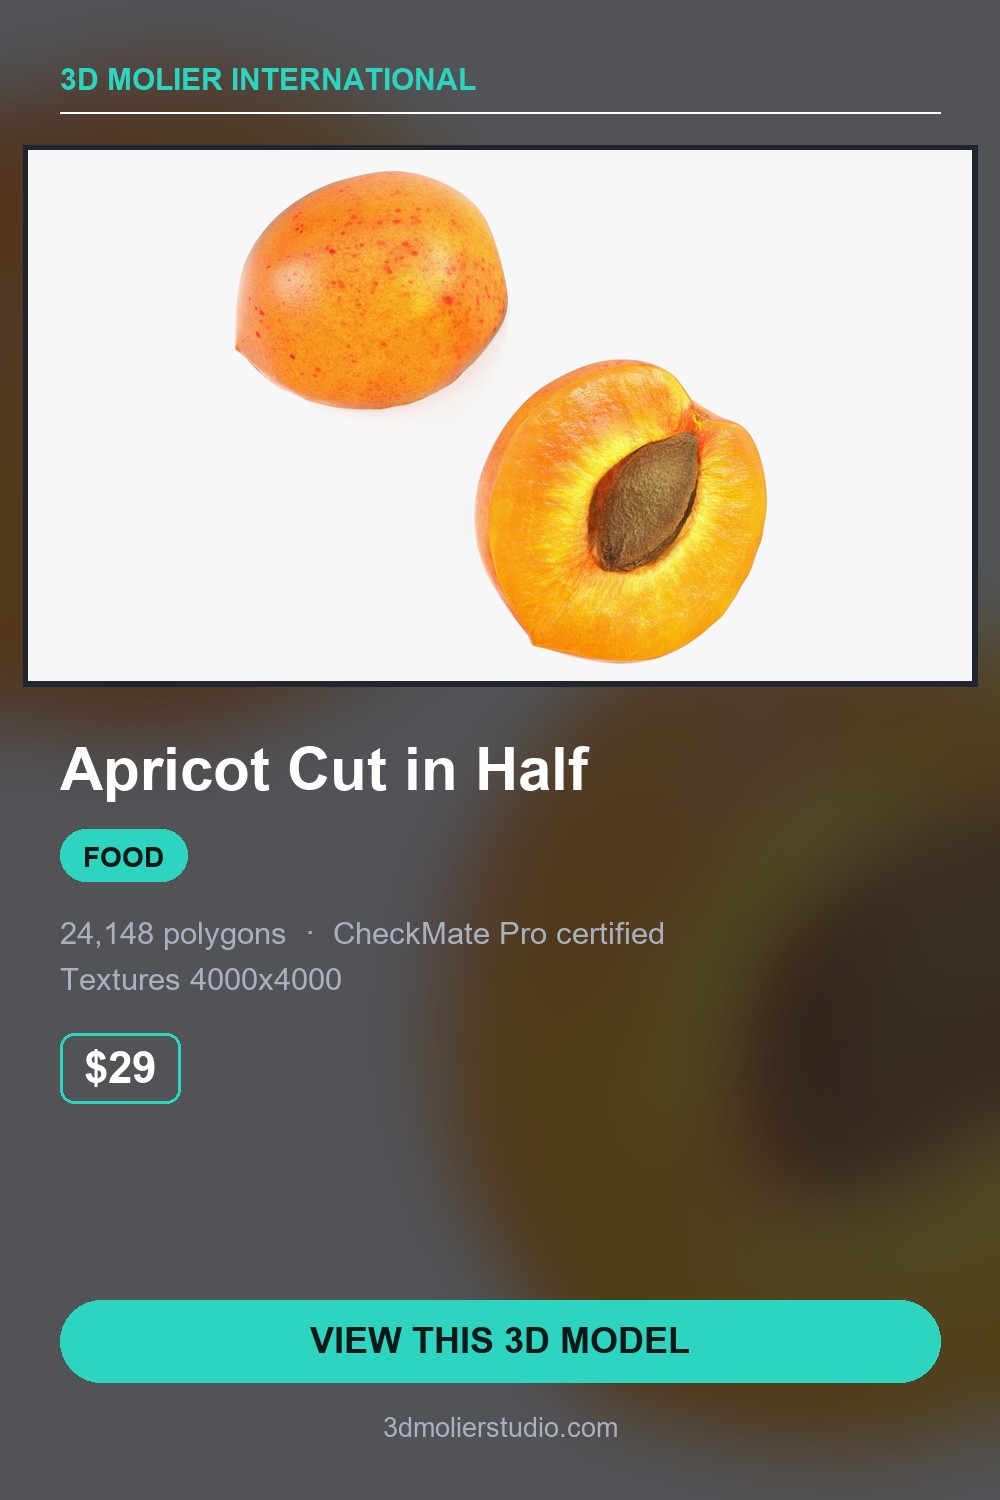 3D MOLIER INTERNATIONAL
Apricot Cut in Half
FOOD
24,148 polygons · CheckMate Pro certified
Textures 4000x4000
$29
VIEW THIS 3D MODEL
3dmolierstudio.com